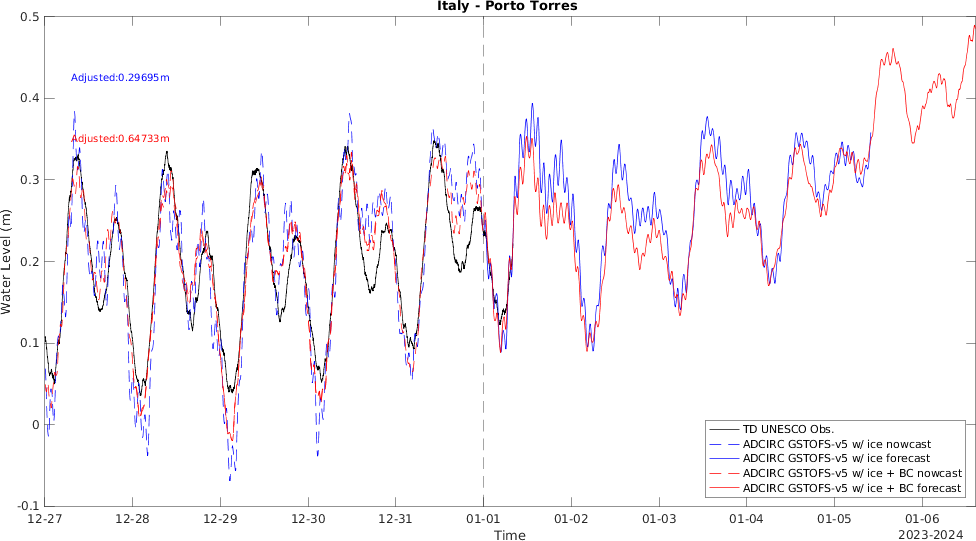 Italy - Porto Torres
Water Level (m)
0.5
0.4
0.3
0.2
0.1
0
-0.1
Adjusted:0.29695m
Adjusted:0.64733m
TD UNESCO Obs.
ADCIRC GSTOFS-v5 w/ ice nowcast
ADCIRC GSTOFS-v5 w/ ice forecast
ADCIRC GSTOFS-v5 w/ ice + BC nowcast
ADCIRC GSTOFS-v5 w/ ice + BC forecast
12-27 12-28 12-29 12-30 12-31 01-01 01-02 01-03 01-04 01-05 01-06
Time
2023-2024